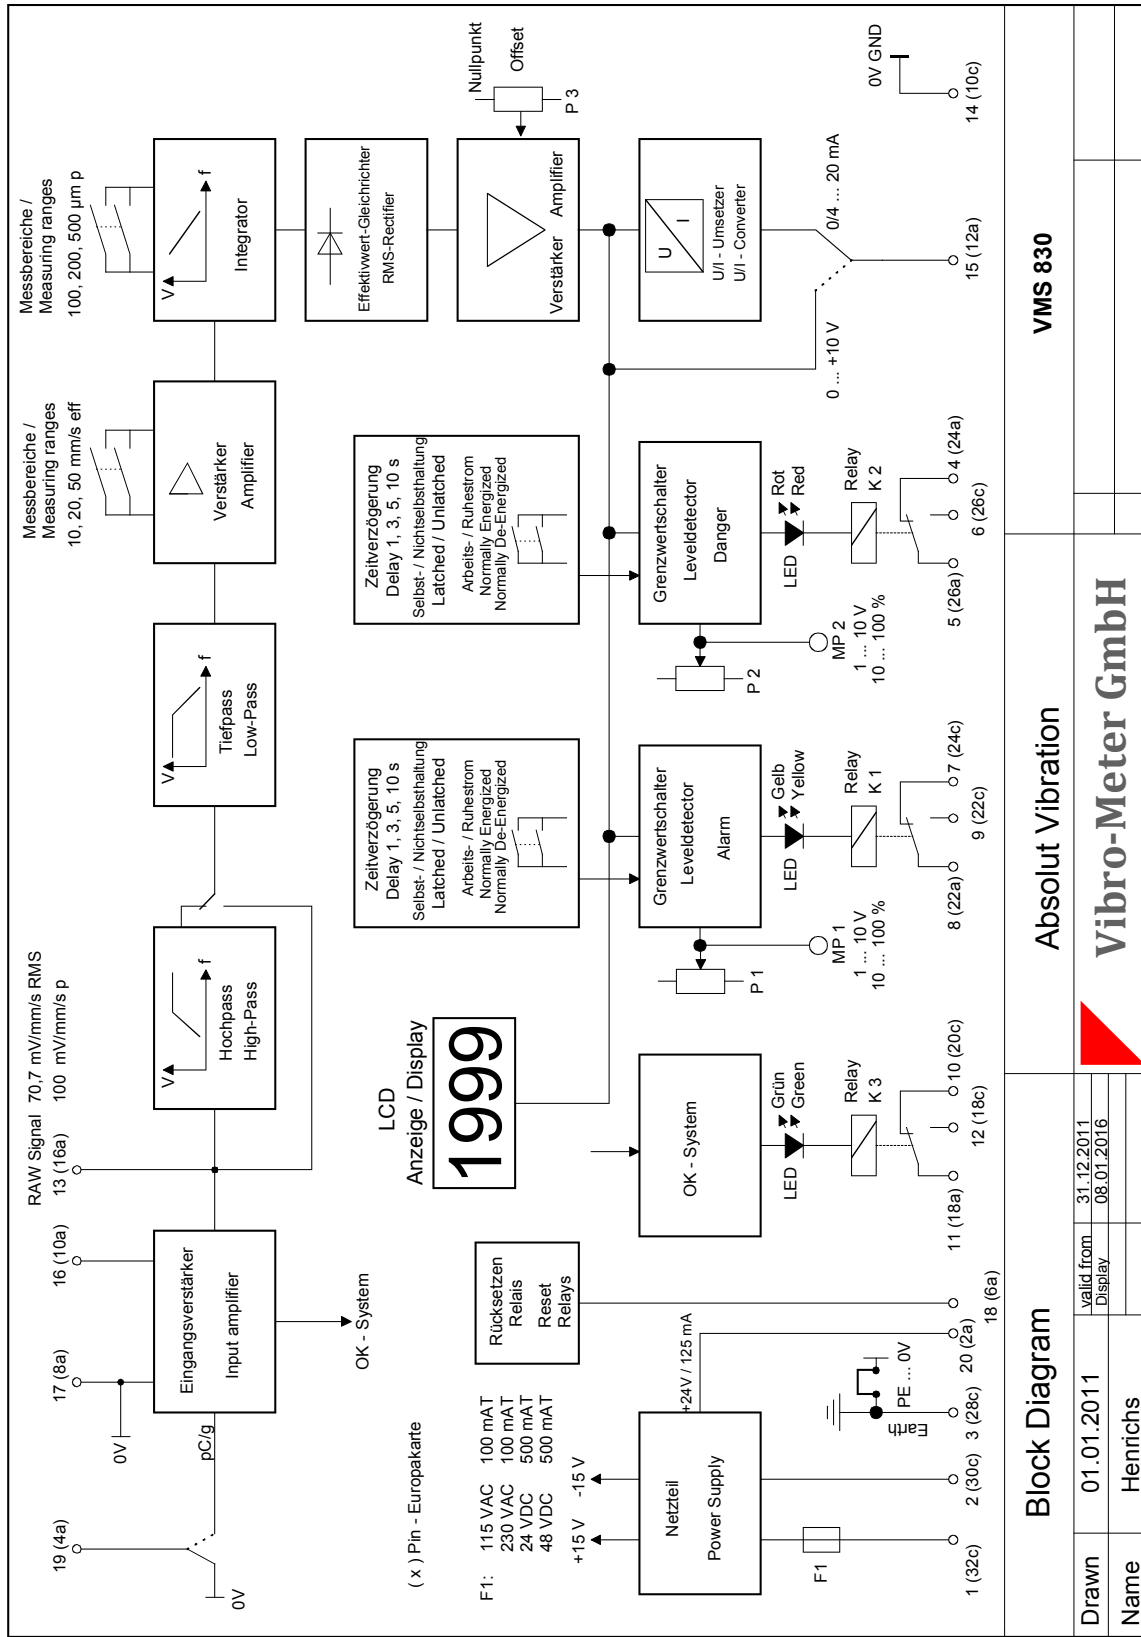 19 (4a)
0V
0V
17 (8a)
16 (10a)
RAW Signal 70,7 mV/mm/s RMS
13 (16a) 100 mV/mm/s p
pC/g
Eingangsverstärker
Input amplifier
OK - System
V
f
Hochpass
High-Pass
V
f
Tiefpass
Low-Pass
Messbereiche /
Measuring ranges
10, 20, 50 mm/s eff
Verstärker
Amplifier
Messbereiche /
Measuring ranges
100, 200, 500 µm p
V
f
Integrator
Effektivwert-Gleichrichter
RMS-Rectifier
Verstärker Amplifier
Nullpunkt
Offset
P 3
( x ) Pin - Europakarte
F1: 115 VAC 100 mAT
230 VAC 100 mAT
24 VDC 500 mAT
48 VDC 500 mAT
+15 V -15 V
Netzteil
Power Supply
+24V / 125 mA
F1
Earth
PE ... 0V
1 (32c)
2 (30c)
3 (28c)
20 (2a)
18 (6a)
Rücksetzen
Relais
Reset
Relays
LCD
Anzeige / Display
1999
OK - System
LED
Grün
Green
Relay
K 3
11 (18a)
12 (18c)
10 (20c)
Zeitverzögerung
Delay 1, 3, 5, 10 s
Selbst- / Nichtselbsthaltung
Latched / Unlatched
Arbeits- / Ruhestrom
Normally Energized
Normally De-Energized
Grenzwertschalter
Leveldetector
Alarm
P 1
MP 1
1 ... 10 V
10 ... 100 %
LED
Gelb
Yellow
Relay
K 1
8 (22a)
9 (22c)
7 (24c)
Zeitverzögerung
Delay 1, 3, 5, 10 s
Selbst- / Nichtselbsthaltung
Latched / Unlatched
Arbeits- / Ruhestrom
Normally Energized
Normally De-Energized
Grenzwertschalter
Leveldetector
Danger
P 2
MP 2
1 ... 10 V
10 ... 100 %
LED
Rot
Red
Relay
K 2
5 (26a)
6 (26c)
4 (24a)
U
I
U/I - Umsetzer
U/I - Converter
0 ... +10 V
0/4 ... 20 mA
15 (12a)
0V GND
14 (10c)
Block Diagram
Absolut Vibration
VMS 830
Drawn 01.01.2011
valid from 31.12.2011
Display 08.01.2016
Name Henrichs
Vibro-Meter GmbH